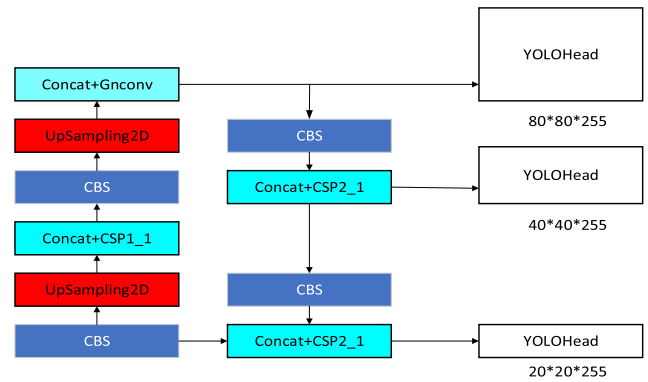 YOLOHead
Concat+Gnconv
80*80*255
UpSampling2D
CBS
YOLOHead
CBS
Concat+CSP2_1
40*40*255
Concat+CSP1_1
UpSampling2D
CBS
CBS
Concat+CSP2_1
YOLOHead
20*20*255